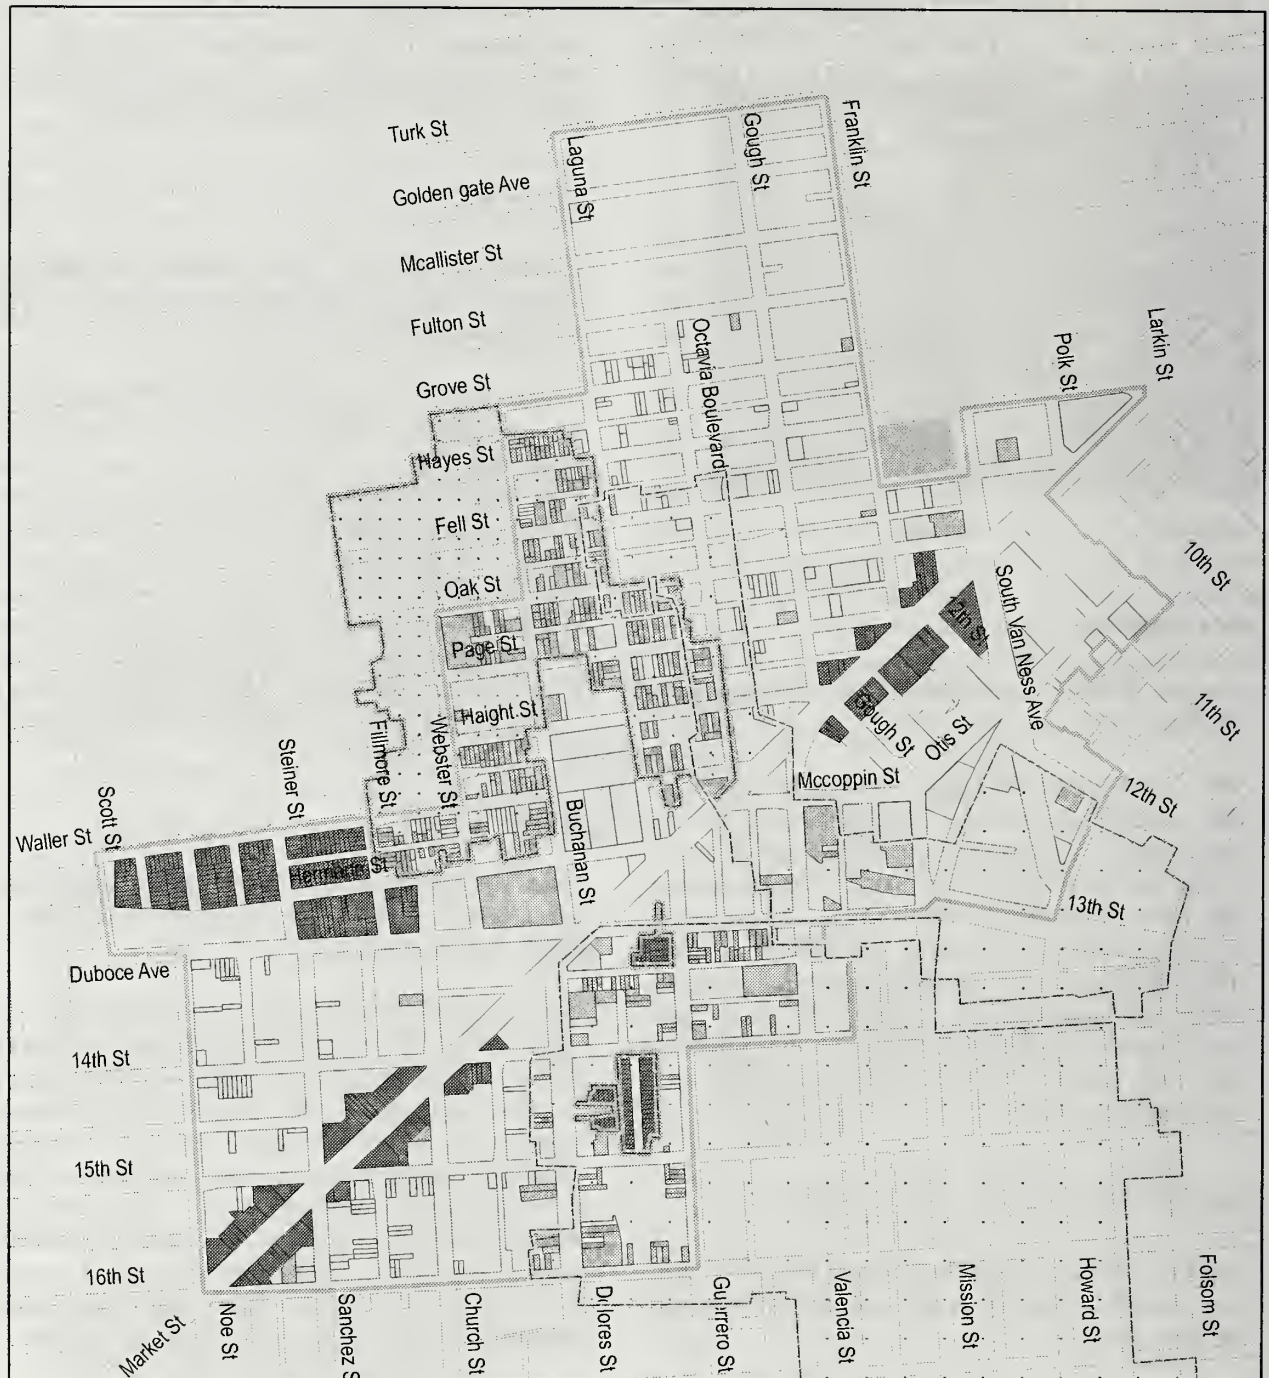 Turk St
Golden gate Ave
Mcallister St
Fulton St
Grove St
Hayes St
Fell St
Oak St
Page St
Haight St
Laguna St
Gough St
Franklin St
Octavia Boulevard
Polk St
Larkin St
10th St
11th St
12th St
South Van Ness Ave
12th St
Gough St
Otis St
Mccoppin St
13th St
Waller St
Scott St
Steiner St
Fillmore St
Webster St
Hermann St
Buchanan St
Duboce Ave
14th St
15th St
16th St
Market St
Noe St
Sanchez S
Church St
Dolores St
Guerrero St
Valencia St
Mission St
Howard St
Folsom St